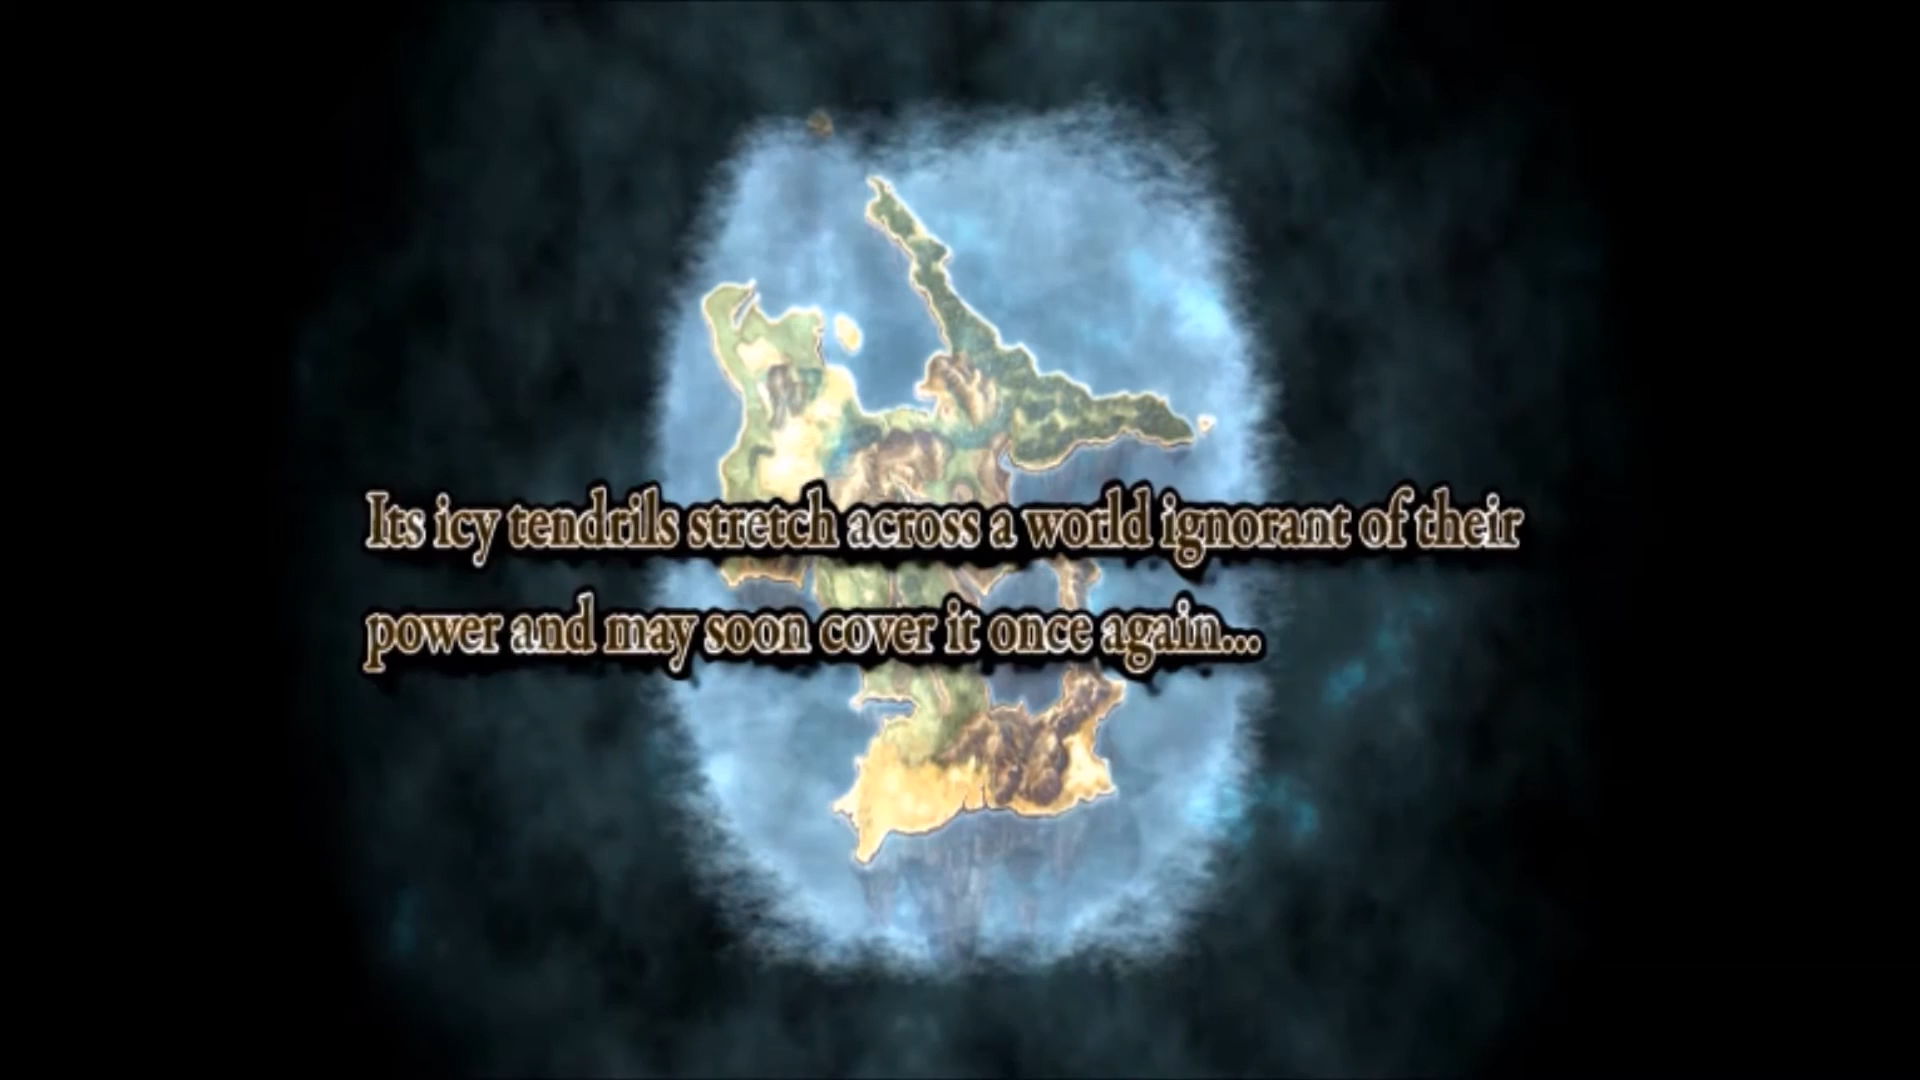 Its icy tendrils stretch across a world ignorant of their
power and may soon cover it once again...